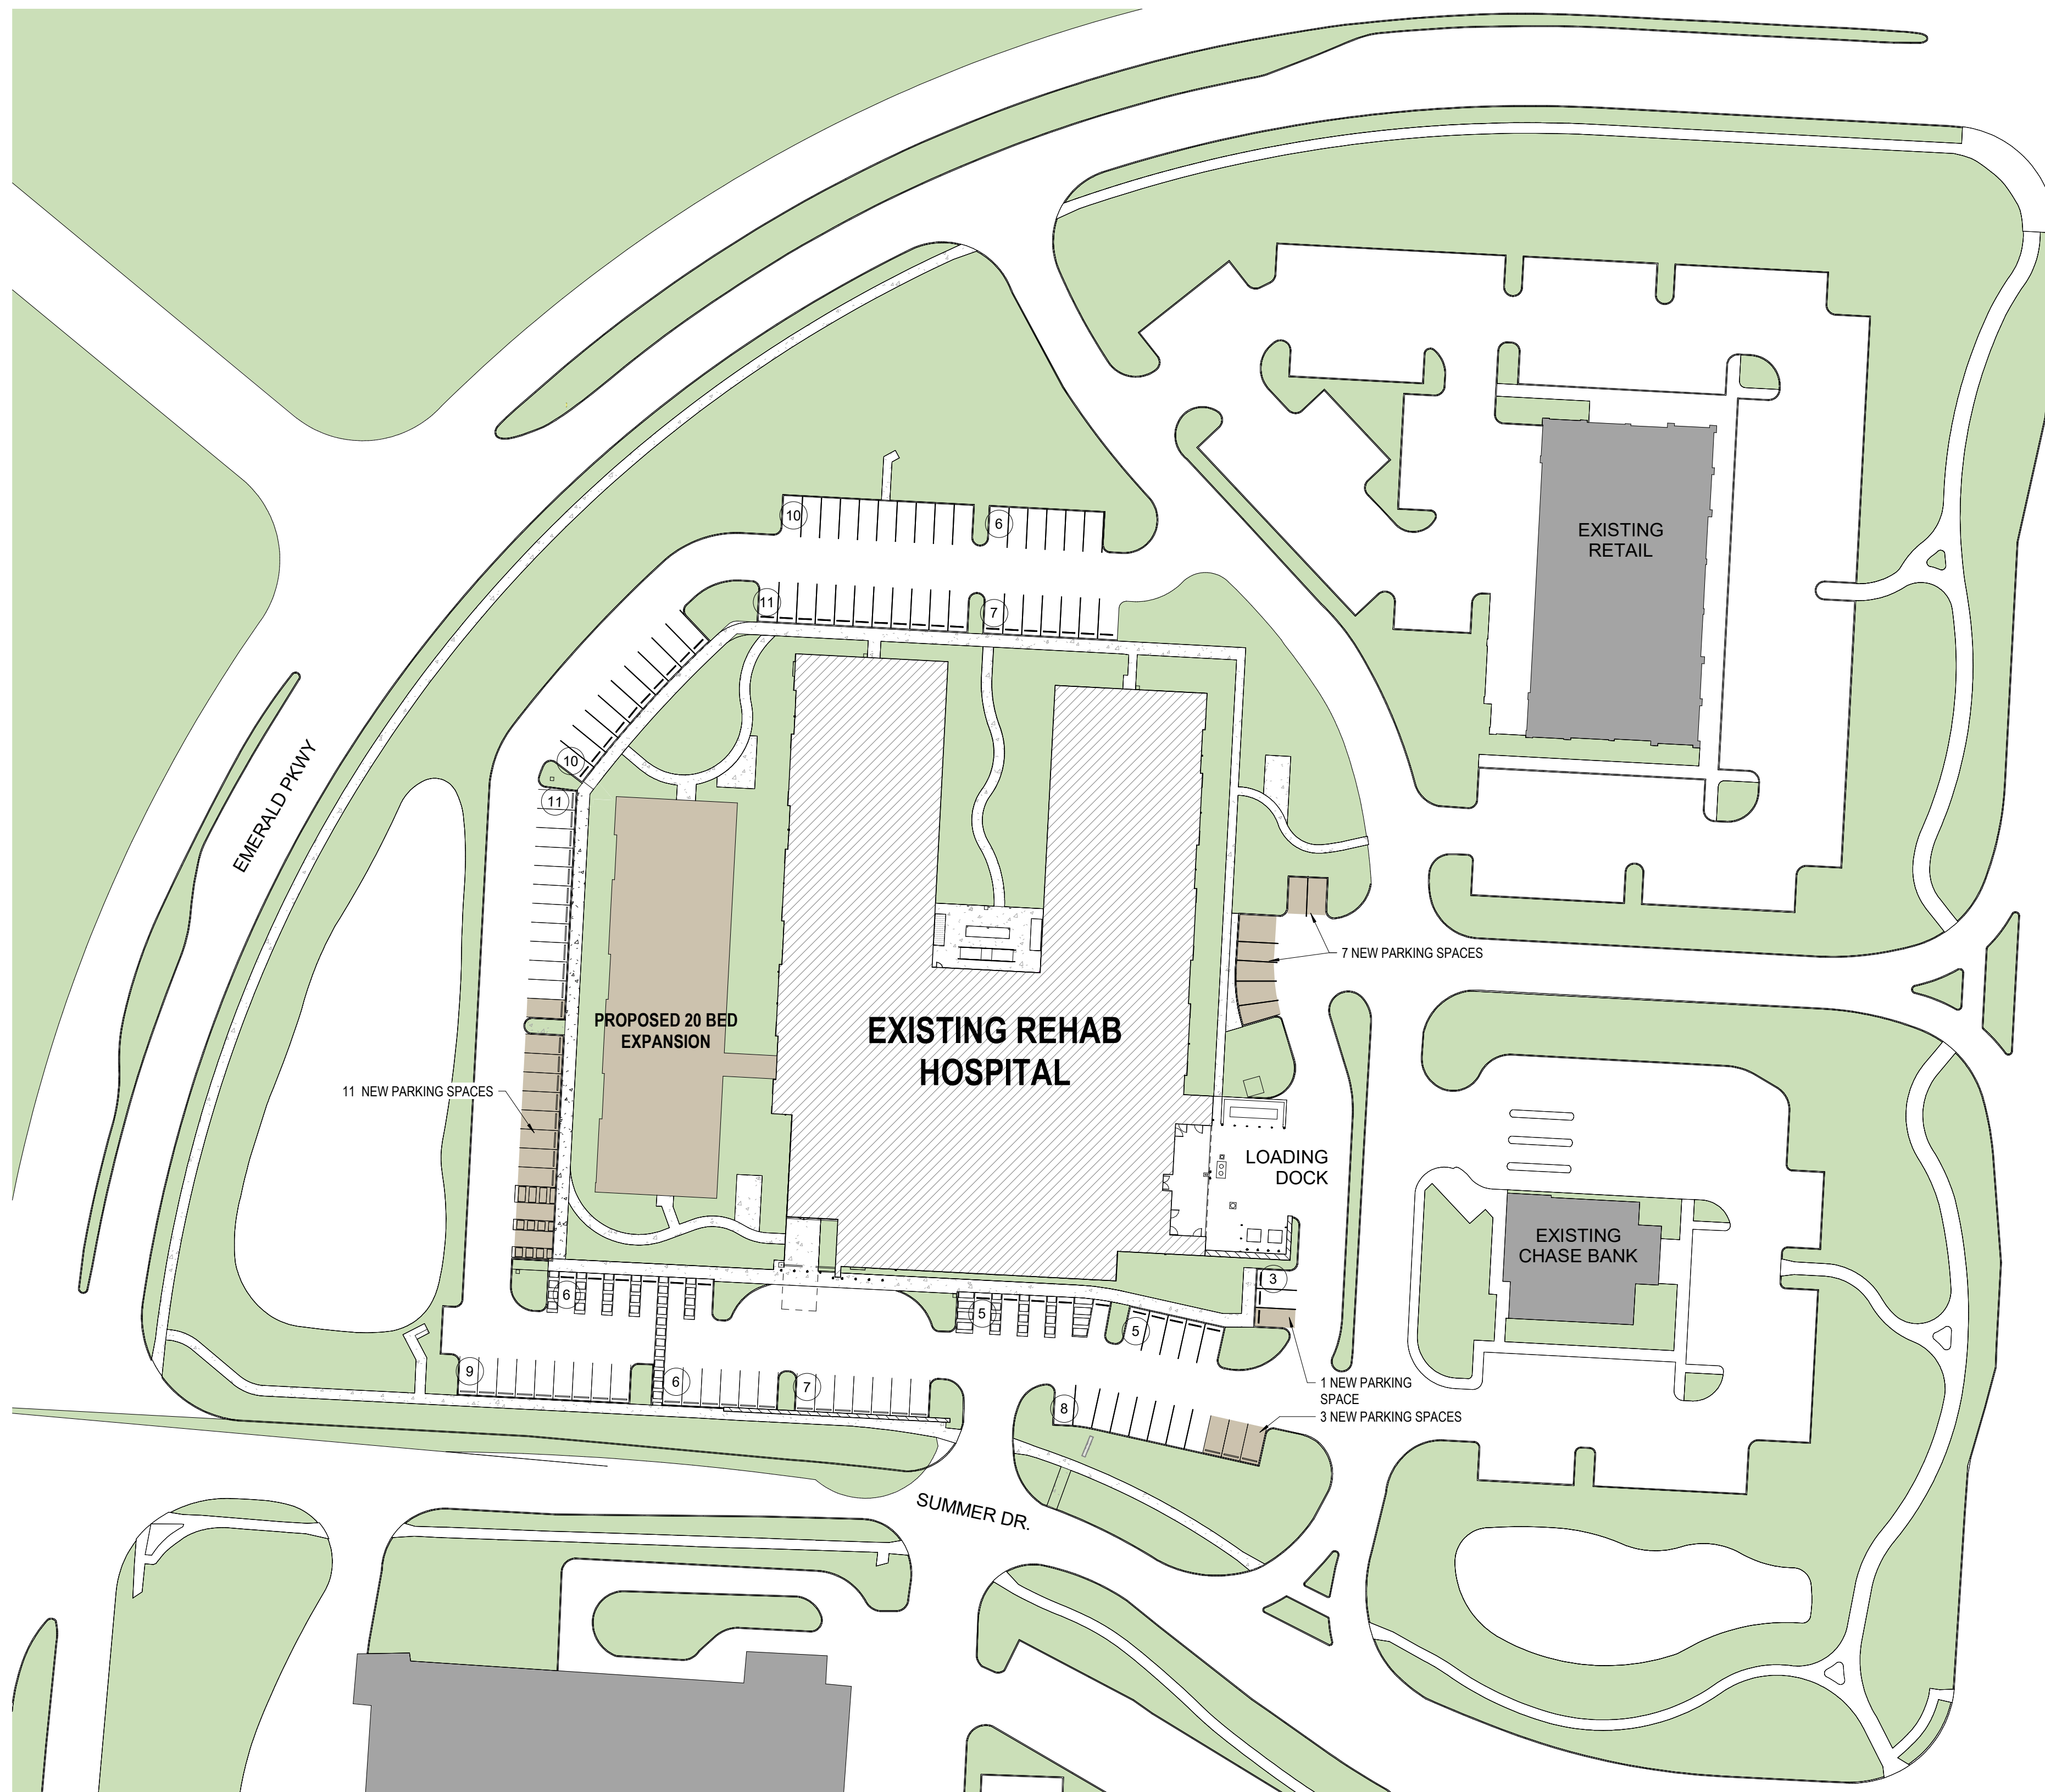 10
6
EXISTING
RETAIL
11
7
10
11
EMERALD PKWY
7 NEW PARKING SPACES
PROPOSED 20 BED
EXPANSION
EXISTING REHAB
HOSPITAL
11 NEW PARKING SPACES
LOADING
DOCK
EXISTING
CHASE BANK
3
6
5
5
9
6
7
8
1 NEW PARKING
SPACE
3 NEW PARKING SPACES
SUMMER DR.